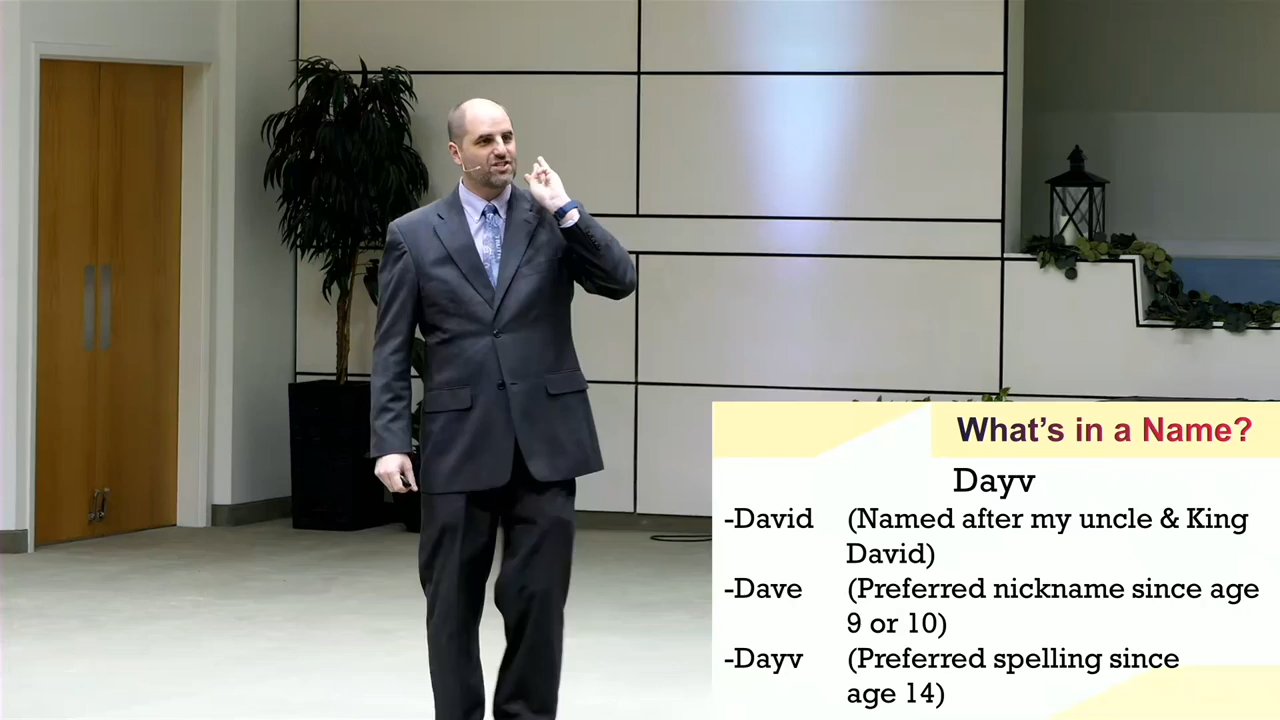 What's in a Name?
Dayv
-David (Named after my uncle & King
David)
-Dave (Preferred nickname since age
9 or 10)
-Dayv (Preferred spelling since
age 14)